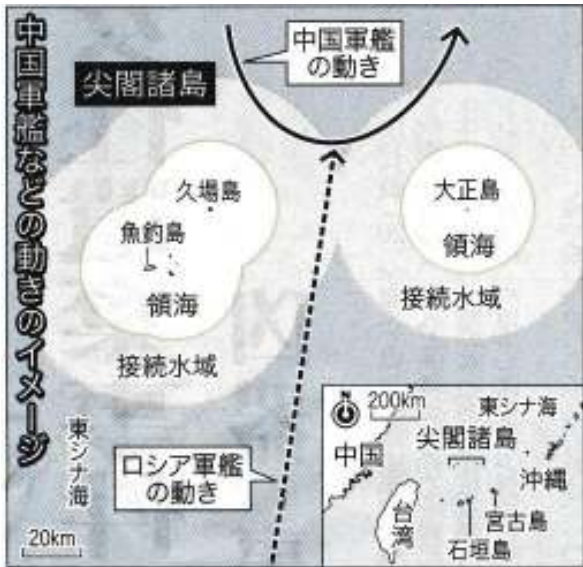 中国軍艦などの動きのイメージ
尖閣諸島
中国軍艦
の動き
久場島
魚釣島
領海
接続水域
大正島
領海
接続水域
ロシア軍艦
の動き
東シナ海
20km
N
200km
東シナ海
中国
尖閣諸島
沖縄
台湾
宮古島
石垣島